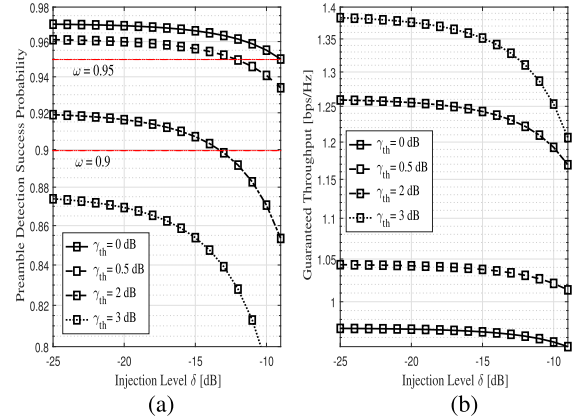 0.98
0.96
0.94
0.92
0.9
0.88
0.86
0.84
0.82
0.8
Preamble Detection Success Probability
ω = 0.95
ω = 0.9
γth= 0 dB
γth= 0.5 dB
γth= 2 dB
γth= 3 dB
-25 -20 -15 -10
Injection Level δ [dB]
(a)
1.4
1.35
1.3
1.25
1.2
1.15
1.1
1.05
1
Guaranteed Throughput [bps/Hz]
γth= 0 dB
γth= 0.5 dB
γth= 2 dB
γth= 3 dB
-25 -20 -15 -10
Injection Level δ [dB]
(b)